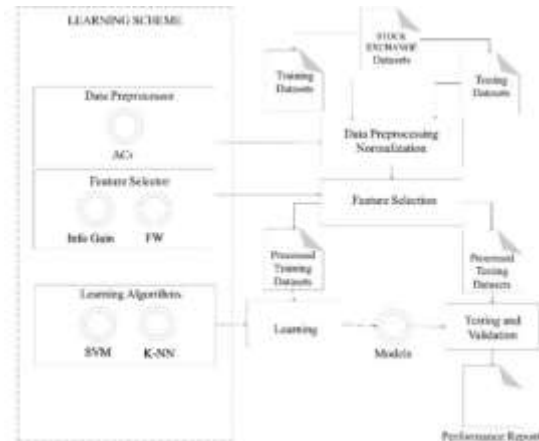 LEARNING SCHEME
STOCK
EXCHANGE
Datasets
Training
Datasets
Testing
Datasets
Data Preprocessor
Data Preprocessing
Normalization
Feature Selector
Info Gain
FW
Feature Selection
Processed
Training
Datasets
Processed
Testing
Datasets
Learning Algorithms
SVM
K-NN
Learning
Models
Testing and
Validation
Performance Report